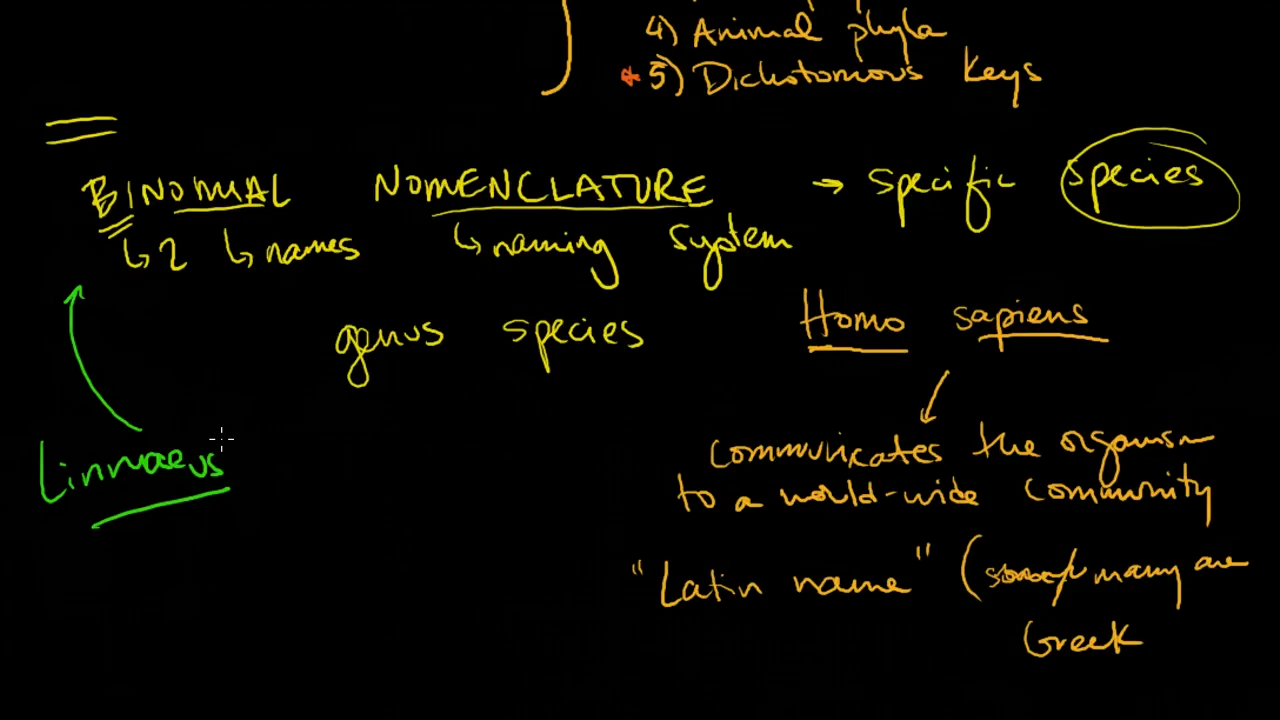 4) Animal phyla
* 5) Dichotomous keys
BINOMIAL NOMENCLATURE → specific species
↳ 2 ↳ names ↳ naming system
genus species
Homo sapiens
Linnaeus
communicates the organism
to a world-wide community
"Latin name" ( many are
Greek